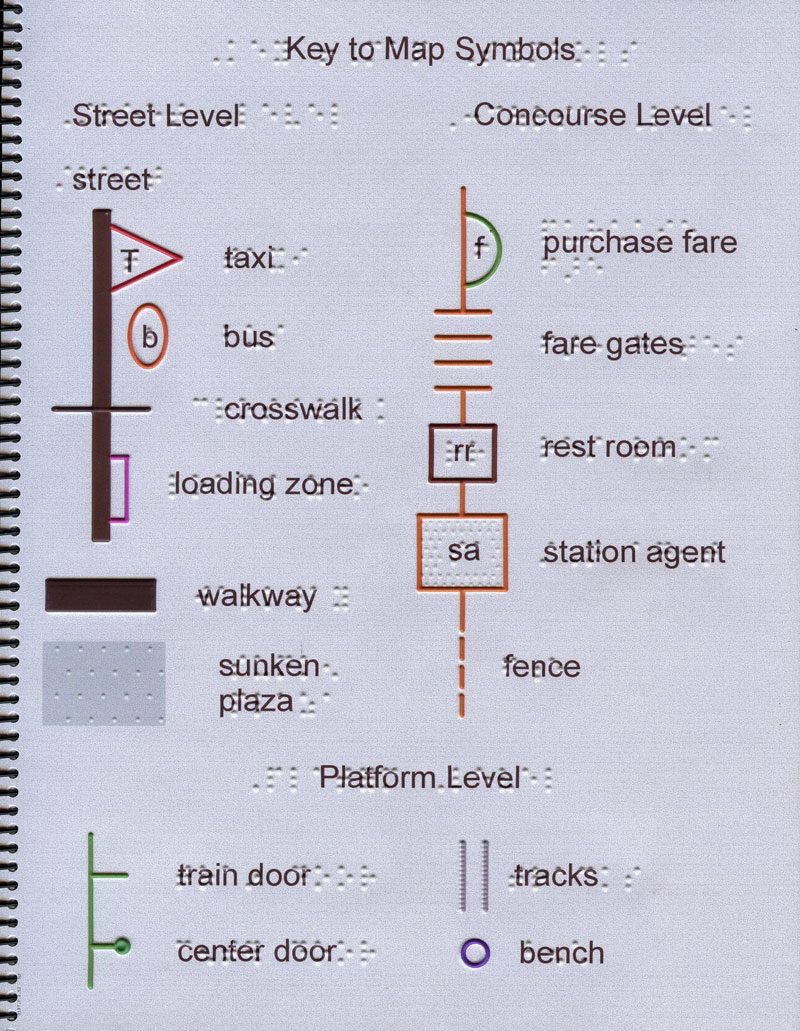 Key to Map Symbols
Street Level
street
T
taxi
b
bus
crosswalk
loading zone
walkway
sunken
plaza
Concourse Level
f
purchase fare
fare gates
rr
rest room
sa
station agent
fence
Platform Level
train door
center door
tracks
bench